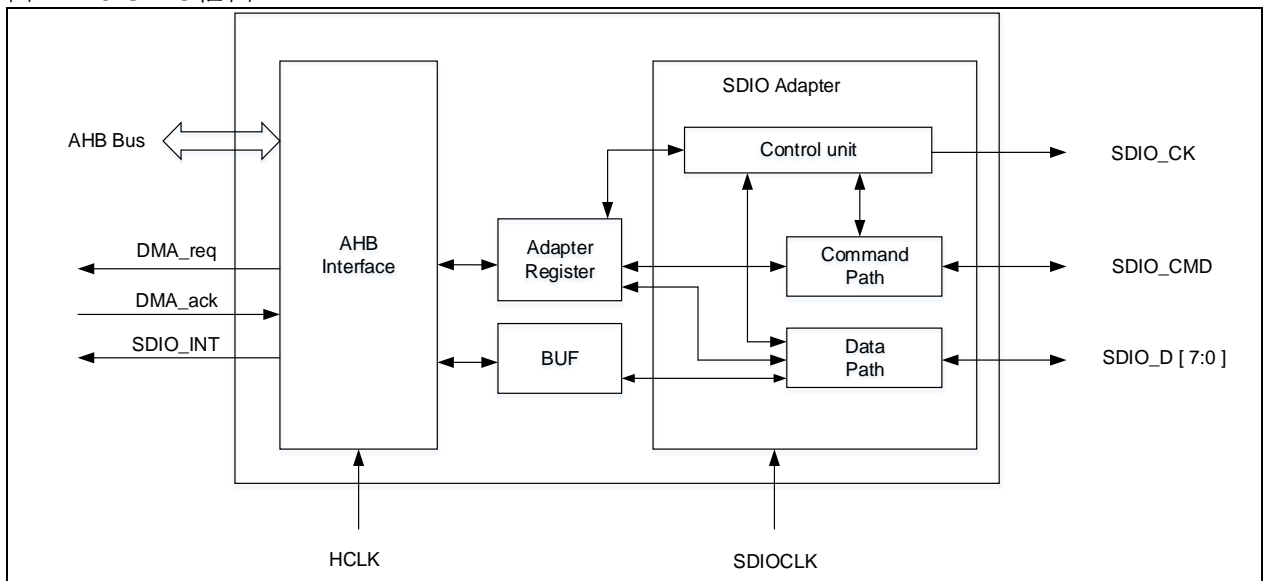 SDIO Adapter
AHB Bus
Control unit
SDIO_CK
DMA_req
AHB
Interface
Adapter
Register
Command
Path
SDIO_CMD
DMA_ack
SDIO_INT
BUF
Data
Path
SDIO_D [ 7:0 ]
HCLK
SDIOCLK